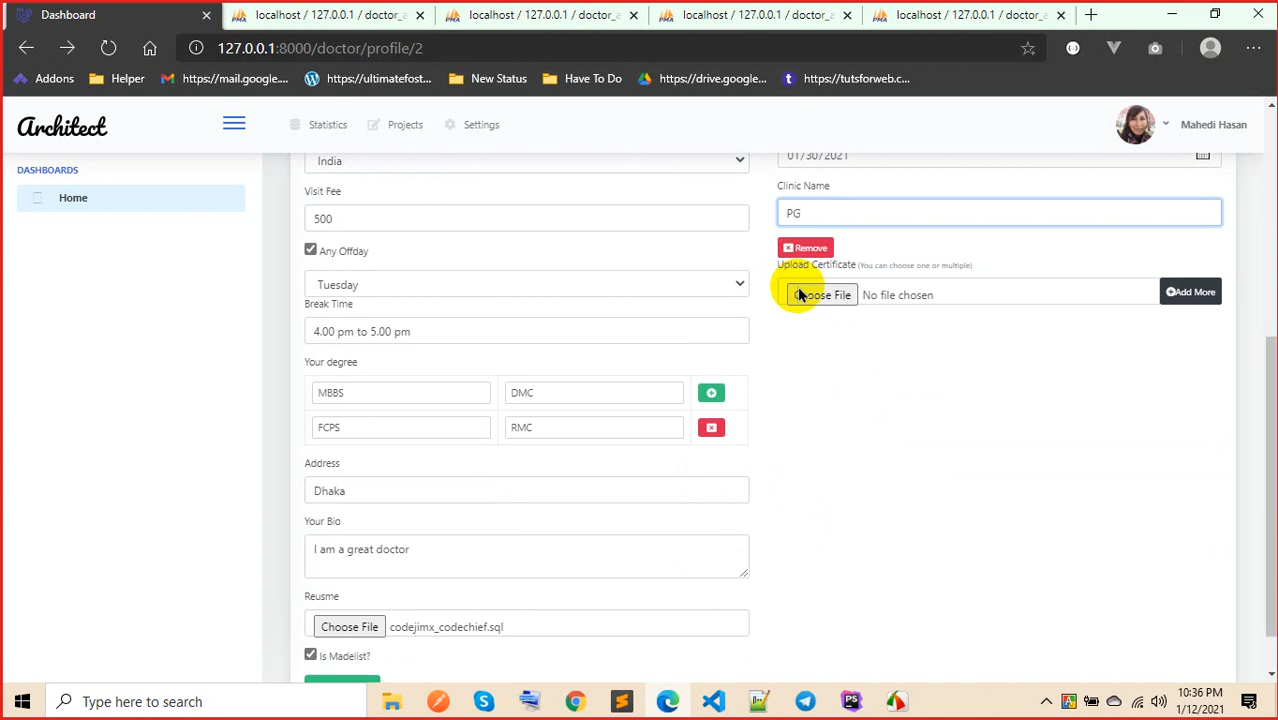 Dashboard
localhost / 127.0.0.1 / doctor_a
localhost / 127.0.0.1 / doctor_
localhost / 127.0.0.1 / doctor_a
localhost / 127.0.0.1 / doctor_a
127.0.0.1:8000/doctor/profile/2
Addons
Helper
https://mail.google....
https://ultimatefost...
New Status
Have To Do
https://drive.google...
https://tutsforweb.c...
Architect
Statistics
Projects
Settings
Mahedi Hasan
DASHBOARDS
Home
India
Visit Fee
500
Any Offday
Tuesday
Break Time
4.00 pm to 5.00 pm
Your degree
MBBS
DMC
FCPS
RMC
Address
Dhaka
Your Bio
I am a great doctor
Reusme
Choose File
codejimx_codechief.sql
Is Madelist?
01/30/2021
Clinic Name
PG
Remove
Upload Certificate (You can choose one or multiple)
Choose File
No file chosen
Add More
Type here to search
10:36 PM
1/12/2021